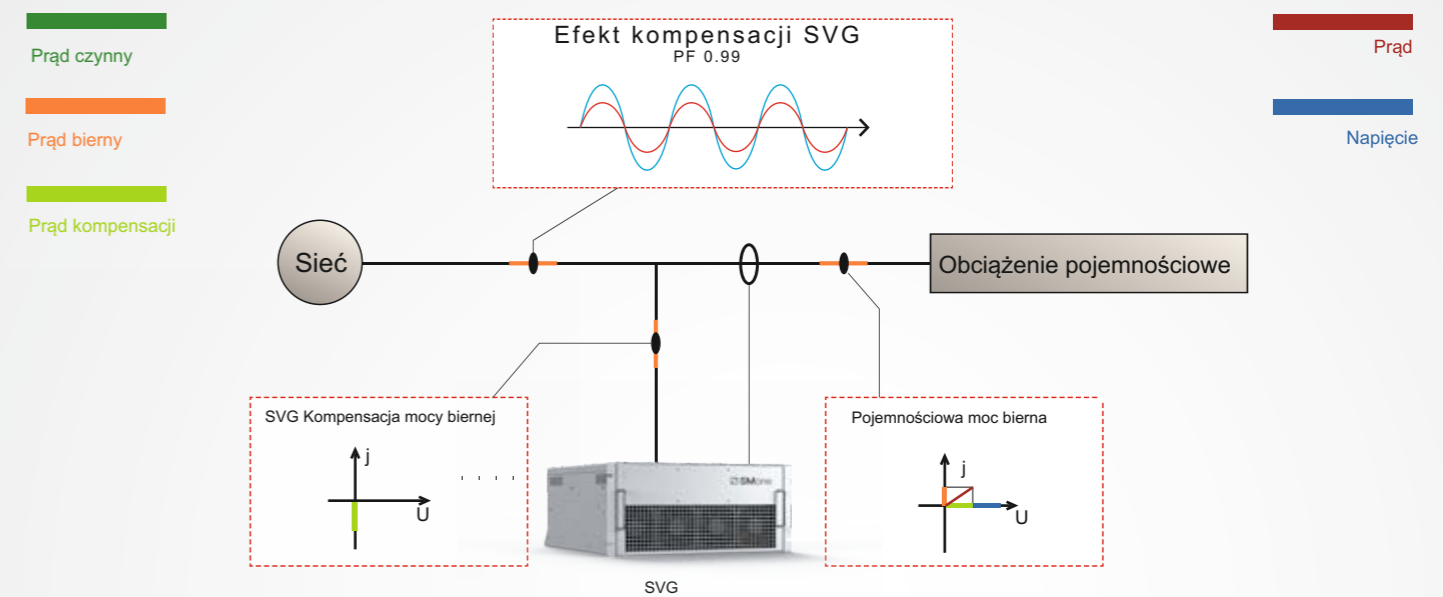 Prąd czynny
Prąd bierny
Prąd kompensacji
Efekt kompensacji SVG
PF 0.99
Prąd
Napięcie
Sieć
Obciążenie pojemnościowe
SVG Kompensacja mocy biernej
j
U
SVG
Pojemnościowa moc bierna
j
U